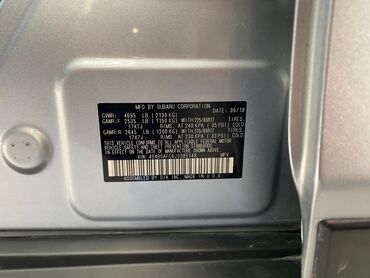 MFD BY SUBARU CORPORATION DATE: 06/18
GVWR: 4695 LB (2130 KG)
GAWR:F 2535 LB (1150 KG) WITH 225/65R17
17X7J RIMS, AT 240 KPA (35 PSI) COLD
GAWR:R 2645 LB (1200 KG) WITH 225/65R17
17X7J RIMS, AT 230 KPA (33 PSI) COLD
THIS VEHICLE CONFORMS TO ALL APPLICABLE FEDERAL
MOTOR VEHICLE SAFETY, BUMPER AND THEFT
PREVENTION STANDARDS IN EFFECT ON THE DATE OF
MANUFACTURE SHOWN ABOVE.
VIN: MPV
ASSEMBLED BY SIA INC. MADE IN U.S.A.